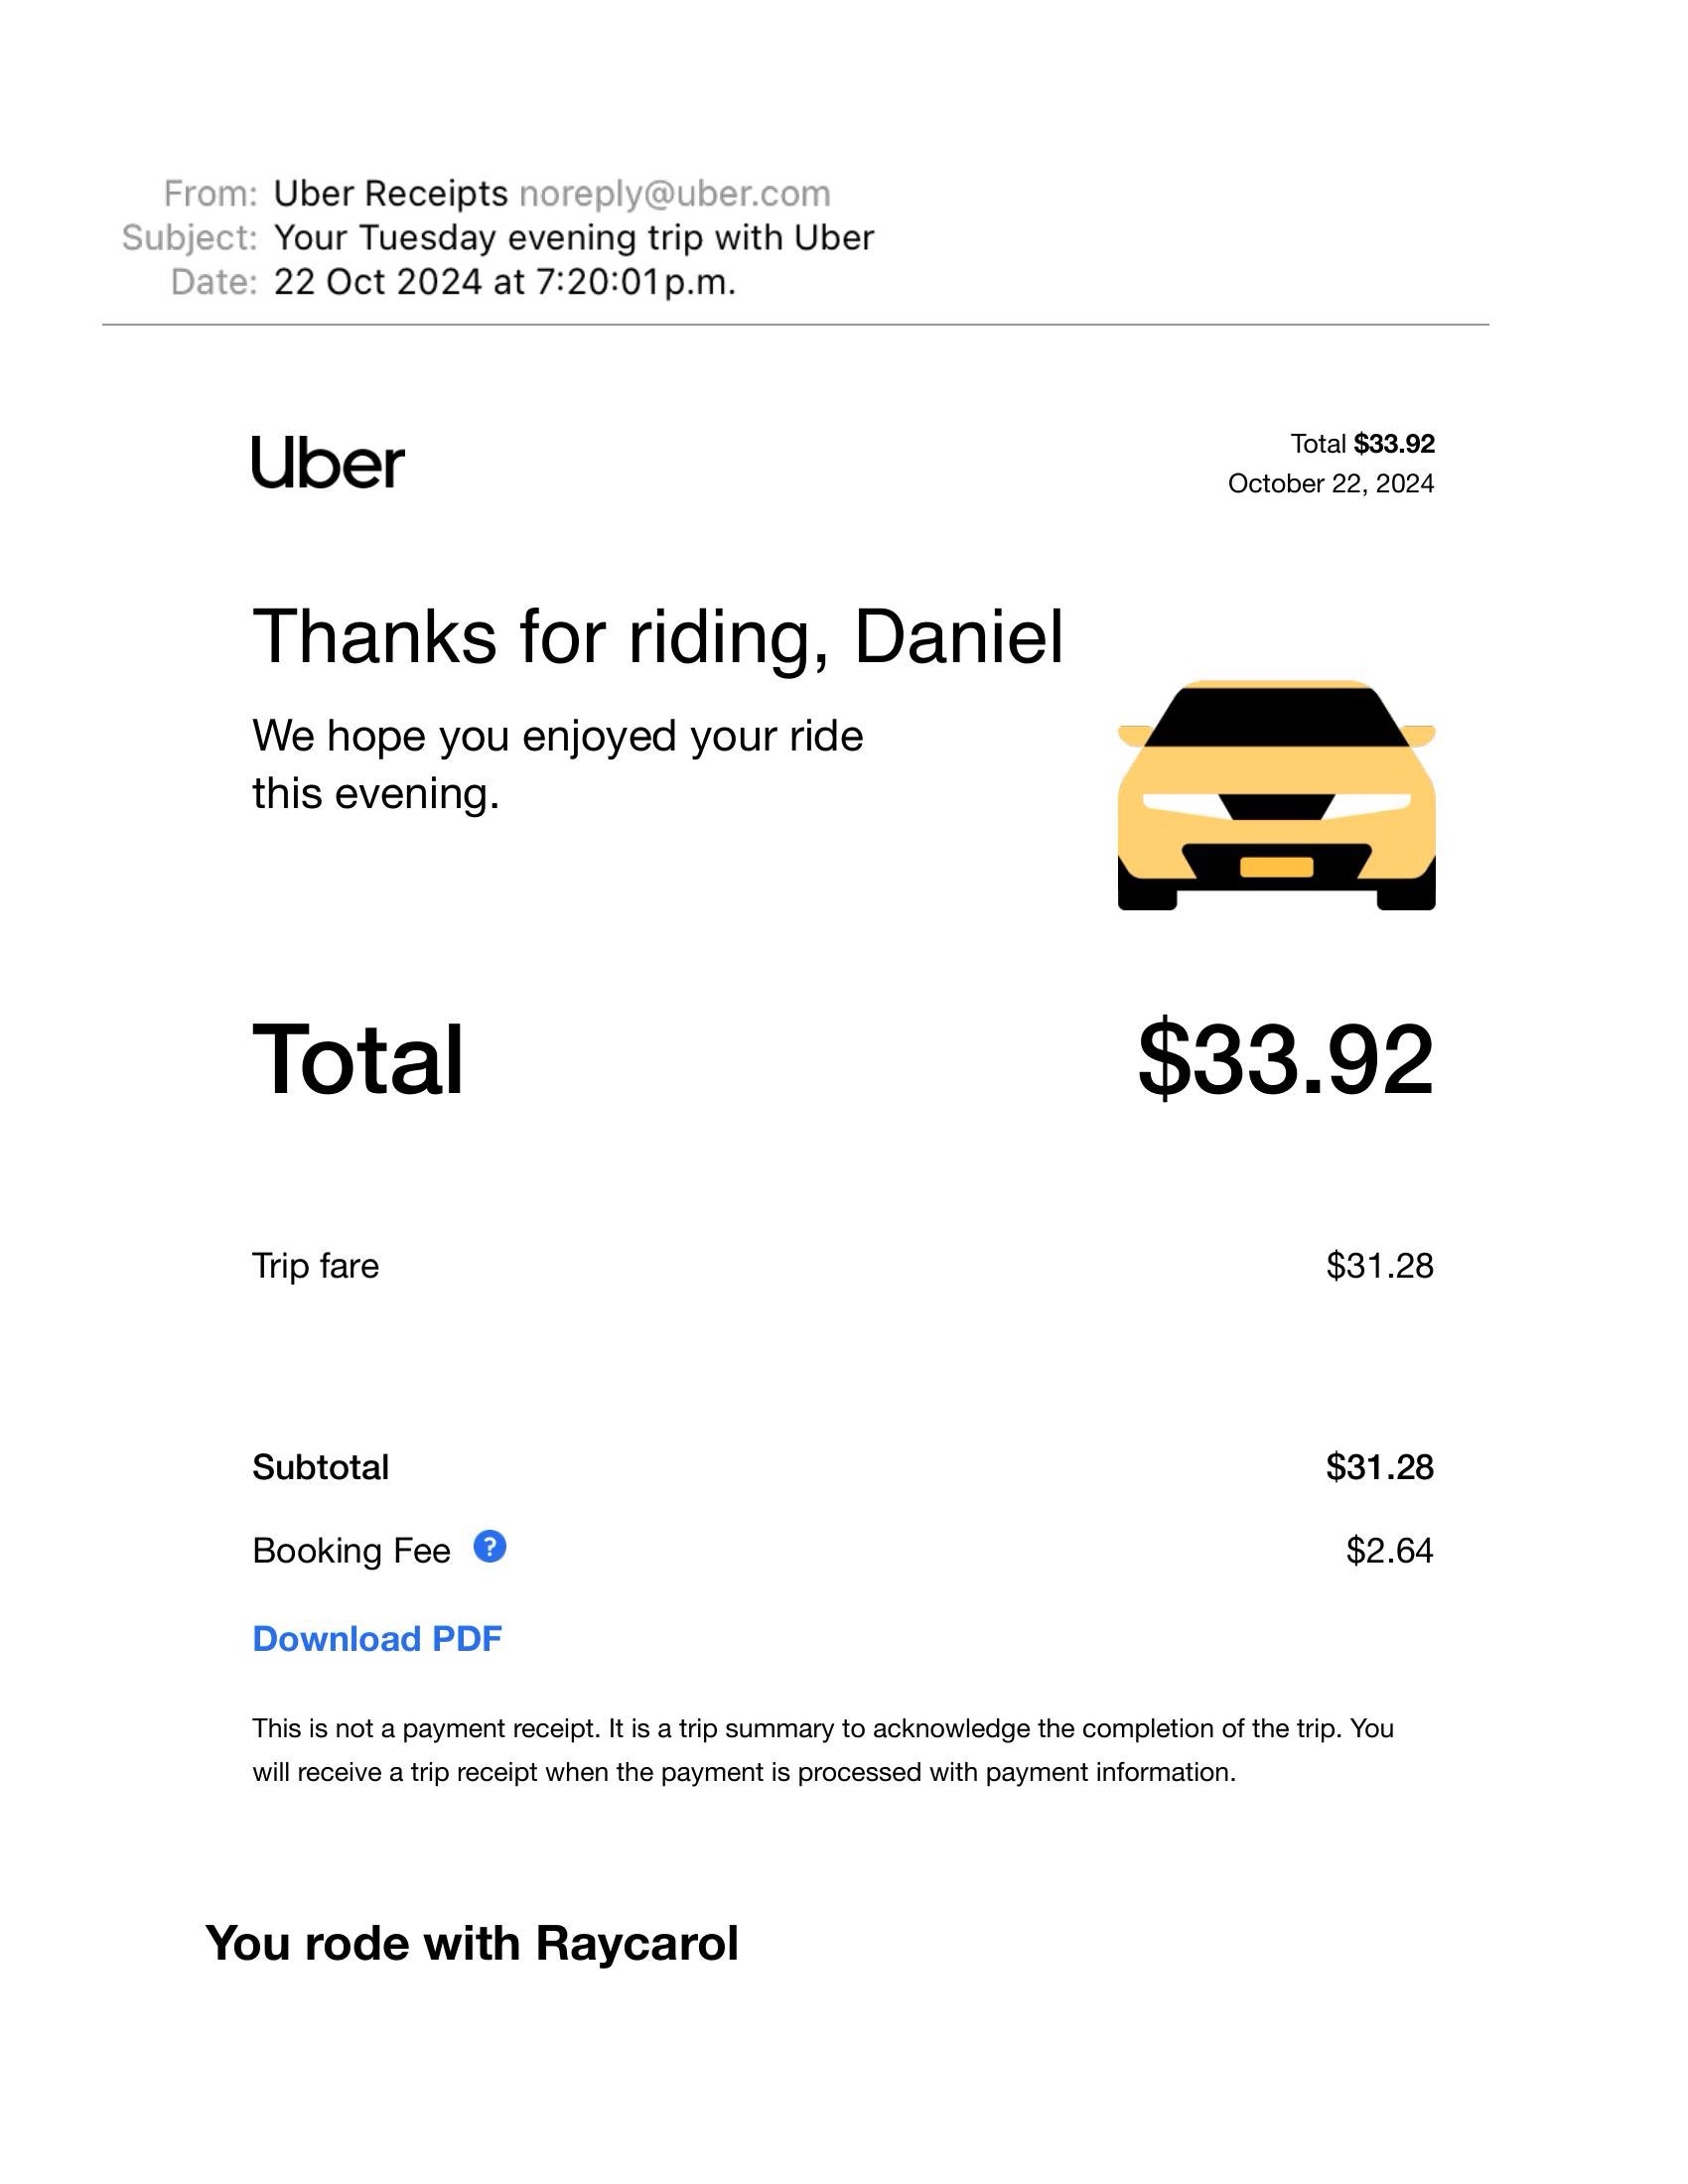 From: Uber Receipts noreply@uber.com
Subject: Your Tuesday evening trip with Uber
Date: 22 Oct 2024 at 7:20:01 p.m.
Uber
Total $33.92
October 22, 2024
Thanks for riding, Daniel
We hope you enjoyed your ride
this evening.
Total $33.92
Trip fare $31.28
Subtotal $31.28
Booking Fee ? $2.64
Download PDF
This is not a payment receipt. It is a trip summary to acknowledge the completion of the trip. You
will receive a trip receipt when the payment is processed with payment information.
You rode with Raycarol